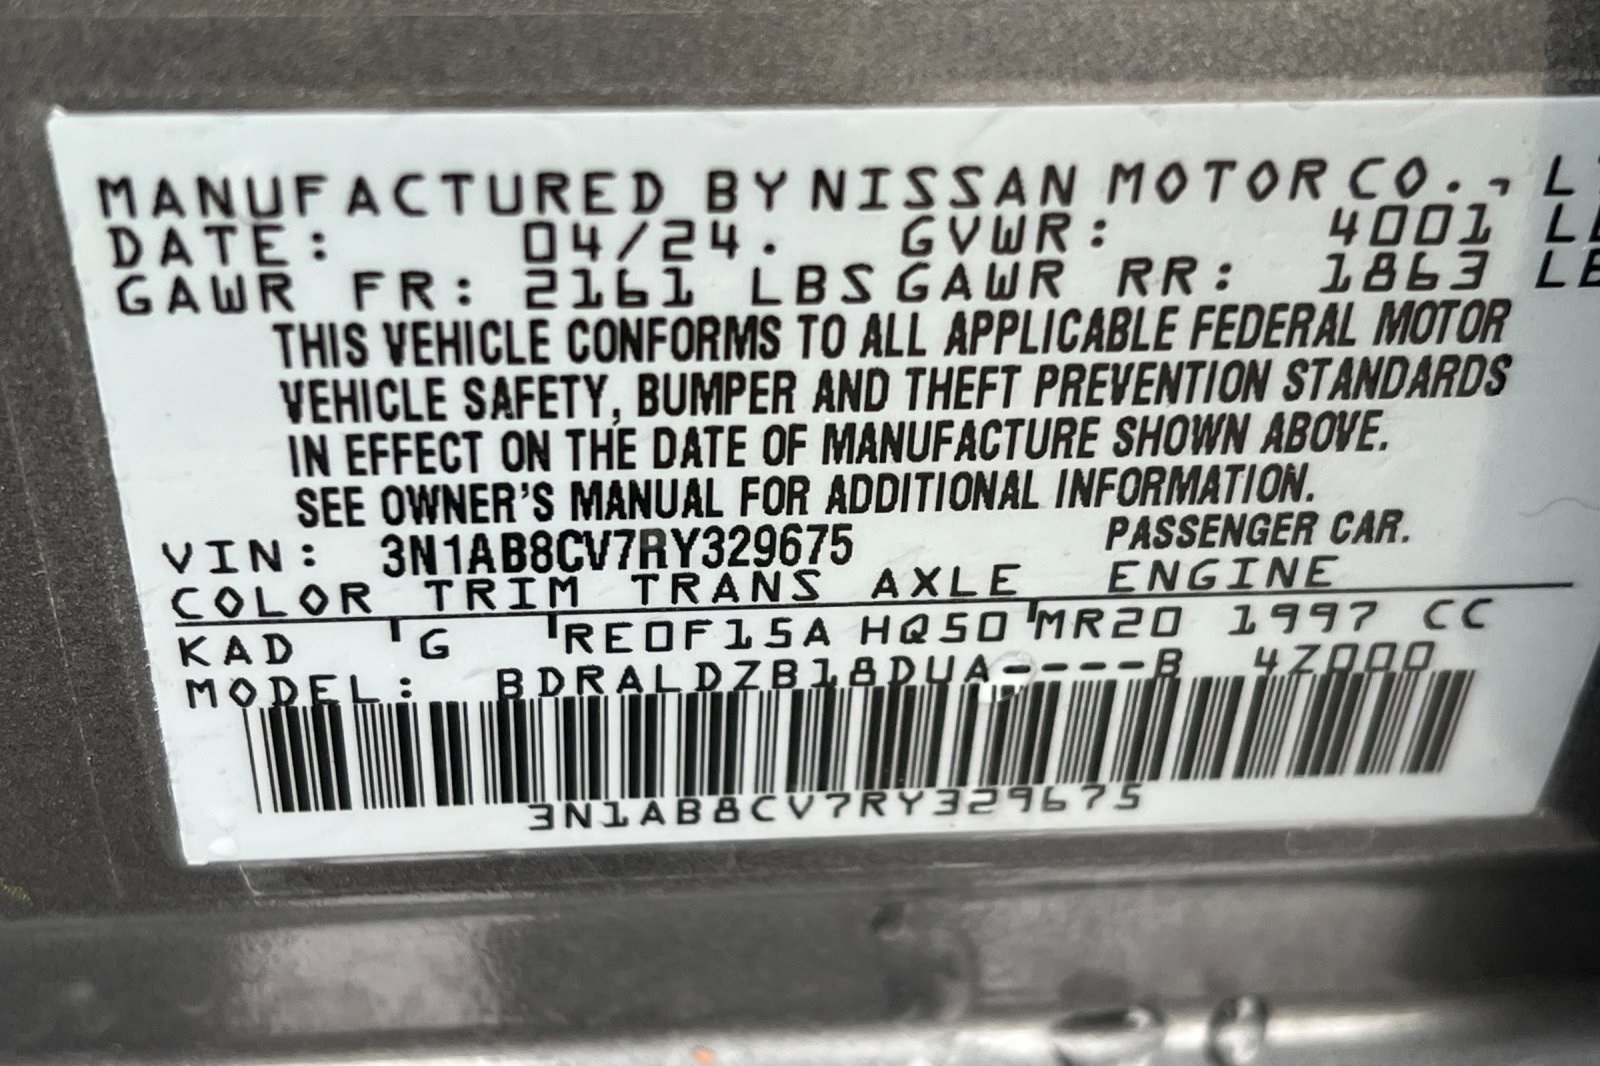 MANUFACTURED BY NISSAN MOTOR CO., L
DATE: 04/24. GVWR: 4001 L
GAWR FR: 2161 LBS GAWR RR: 1863 LB
THIS VEHICLE CONFORMS TO ALL APPLICABLE FEDERAL MOTOR
VEHICLE SAFETY, BUMPER AND THEFT PREVENTION STANDARDS
IN EFFECT ON THE DATE OF MANUFACTURE SHOWN ABOVE.
SEE OWNER'S MANUAL FOR ADDITIONAL INFORMATION.
VIN: 3N1AB8CV7RY329675 PASSENGER CAR.
COLOR TRIM TRANS AXLE ENGINE
KAD G RE0F15A HQ50 MR20 1997 CC
MODEL: BDRALDZB18DUA----B 4Z000
3N1AB8CV7RY329675